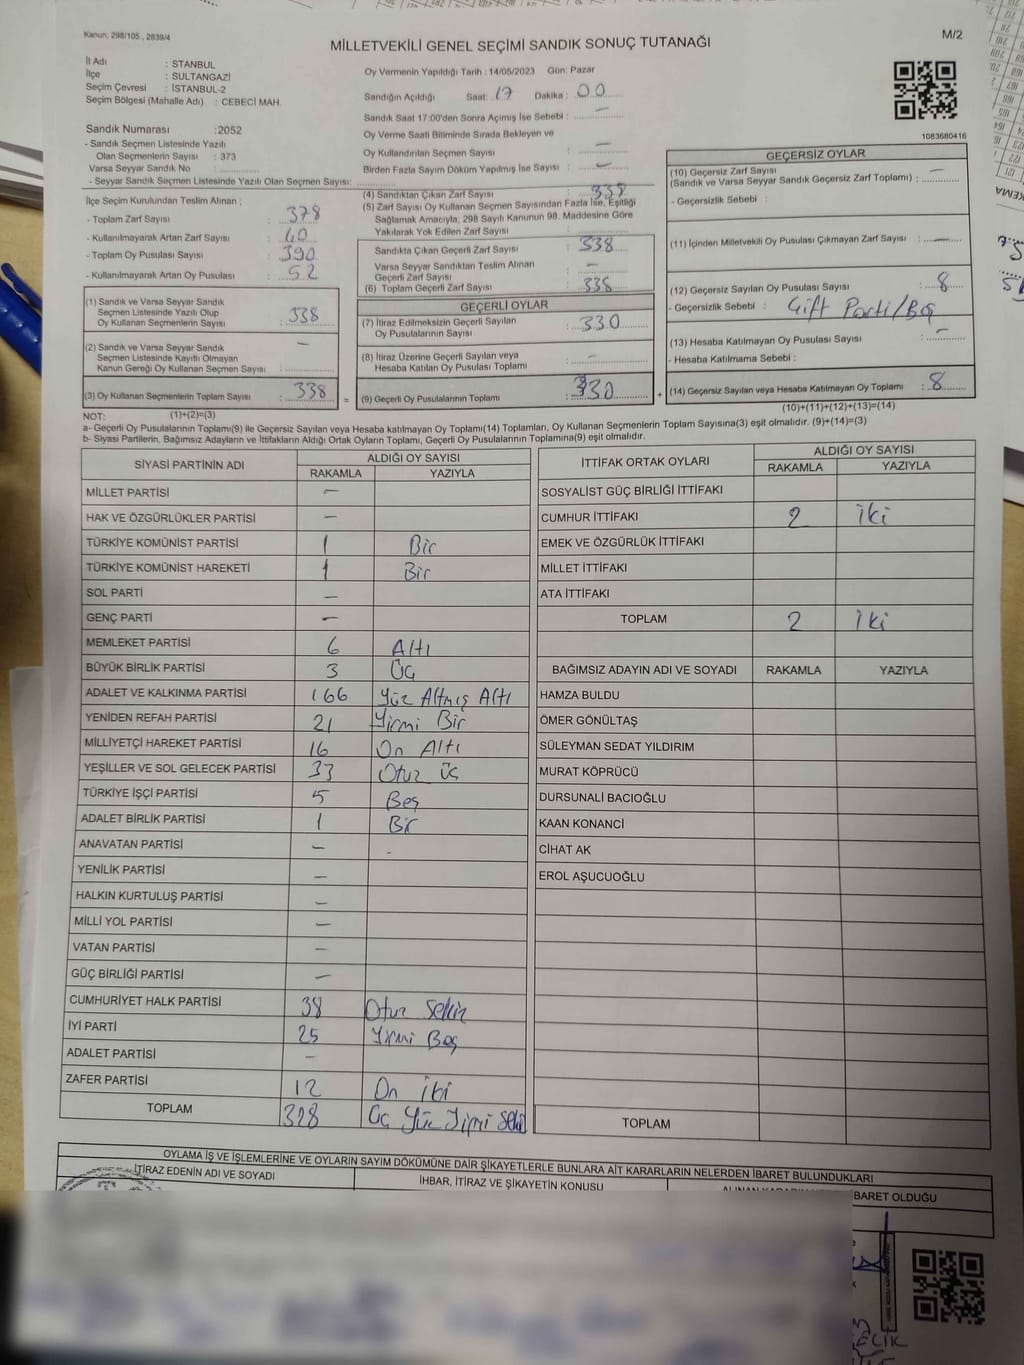 Kanun; 298/105 , 2839/4
M/2
MİLLETVEKİLİ GENEL SEÇİMİ SANDIK SONUÇ TUTANAĞI
İl Adı : STANBUL
İlçe : SULTANGAZİ
Seçim Çevresi : İSTANBUL-2
Seçim Bölgesi (Mahalle Adı) : CEBECİ MAH.
Sandık Numarası :2052
- Sandık Seçmen Listesinde Yazılı
Olan Seçmenlerin Sayısı : 373
Varsa Seyyar Sandık No :
- Seyyar Sandık Seçmen Listesinde Yazılı Olan Seçmen Sayısı:
İlçe Seçim Kurulundan Teslim Alınan ;
- Toplam Zarf Sayısı : 378
- Kullanılmayarak Artan Zarf Sayısı : 40
- Toplam Oy Pusulası Sayısı : 390
- Kullanılmayarak Artan Oy Pusulası : 52
(1) Sandık ve Varsa Seyyar Sandık
Seçmen Listesinde Yazılı Olup
Oy Kullanan Seçmenlerin Sayısı : 338
(2) Sandık ve Varsa Seyyar Sandık
Seçmen Listesinde Kayıtlı Olmayan
Kanun Gereği Oy Kullanan Seçmen Sayısı : -
(3) Oy Kullanan Seçmenlerin Toplam Sayısı : 338 =
Oy Vermenin Yapıldığı Tarih : 14/05/2023 Gün: Pazar
Sandığın Açıldığı Saat: 17 Dakika : 00
Sandık Saat 17:00'den Sonra Açımış İse Sebebi : -
Oy Verme Saati Bitiminde Sırada Bekleyen ve
Oy Kullandırılan Seçmen Sayısı : -
Birden Fazla Sayım Döküm Yapılmış İse Sayısı : -
(4) Sandıktan Çıkan Zarf Sayısı : 338
(5) Zarf Sayısı Oy Kullanan Seçmen Sayısından Fazla İse, Eşitliği
Sağlamak Amacıyla; 298 Sayılı Kanunun 98. Maddesine Göre
Yakılarak Yok Edilen Zarf Sayısı :
Sandıkta Çıkan Geçerli Zarf Sayısı : 338
Varsa Seyyar Sandıktan Teslim Alınan
Geçerli Zarf Sayısı : -
(6) Toplam Geçerli Zarf Sayısı : 338
GEÇERLİ OYLAR
(7) İtiraz Edilmeksizin Geçerli Sayılan
Oy Pusulalarının Sayısı : 330
(8) İtiraz Üzerine Geçerli Sayılan veya
Hesaba Katılan Oy Pusulası Toplamı : -
(9) Geçerli Oy Pusulalarının Toplamı : 330 +
1083680416
GEÇERSİZ OYLAR
(10) Geçersiz Zarf Sayısı -
(Sandık ve Varsa Seyyar Sandık Geçersiz Zarf Toplamı) :
- Geçersizlik Sebebi :
(11) İçinden Milletvekili Oy Pusulası Çıkmayan Zarf Sayısı : -
(12) Geçersiz Sayılan Oy Pusulası Sayısı : 8
- Geçersizlik Sebebi : Çift Parti/Boş
(13) Hesaba Katılmayan Oy Pusulası Sayısı : -
- Hesaba Katılmama Sebebi :
(14) Geçersiz Sayılan veya Hesaba Katılmayan Oy Toplamı : 8
NOT: (1)+(2)=(3)
(10)+(11)+(12)+(13)=(14)
a- Geçerli Oy Pusulalarının Toplamı(9) ile Geçersiz Sayılan veya Hesaba katılmayan Oy Toplamı(14) Toplamları, Oy Kullanan Seçmenlerin Toplam Sayısına(3) eşit olmalıdır. (9)+(14)=(3)
b- Siyasi Partilerin, Bağımsız Adayların ve İttifakların Aldığı Ortak Oyların Toplamı, Geçerli Oy Pusulalarının Toplamına(9) eşit olmalıdır.
SİYASİ PARTİNİN ADI ALDIĞI OY SAYISI
RAKAMLA YAZIYLA
MİLLET PARTİSİ -
HAK VE ÖZGÜRLÜKLER PARTİSİ -
TÜRKİYE KOMÜNİST PARTİSİ 1 Bir
TÜRKİYE KOMÜNİST HAREKETİ 1 Bir
SOL PARTİ -
GENÇ PARTİ -
MEMLEKET PARTİSİ 6 Altı
BÜYÜK BİRLİK PARTİSİ 3 Üç
ADALET VE KALKINMA PARTİSİ 166 Yüz Altmış Altı
YENİDEN REFAH PARTİSİ 21 Yirmi Bir
MİLLİYETÇİ HAREKET PARTİSİ 16 On Altı
YEŞİLLER VE SOL GELECEK PARTİSİ 33 Otuz üç
TÜRKİYE İŞÇİ PARTİSİ 5 Beş
ADALET BİRLİK PARTİSİ 1 Bir
ANAVATAN PARTİSİ - -
YENİLİK PARTİSİ -
HALKIN KURTULUŞ PARTİSİ -
MİLLİ YOL PARTİSİ -
VATAN PARTİSİ -
GÜÇ BİRLİĞİ PARTİSİ -
CUMHURİYET HALK PARTİSİ 38 Otuz Sekiz
İYİ PARTİ 25 Yirmi Beş
ADALET PARTİSİ -
ZAFER PARTİSİ 12 On iki
TOPLAM 328 Üç Yüz Yirmi Seki
İTTİFAK ORTAK OYLARI ALDIĞI OY SAYISI
RAKAMLA YAZIYLA
SOSYALİST GÜÇ BİRLİĞİ İTTİFAKI
CUMHUR İTTİFAKI 2 iki
EMEK VE ÖZGÜRLÜK İTTİFAKI
MİLLET İTTİFAKI
ATA İTTİFAKI
TOPLAM 2 iki
BAĞIMSIZ ADAYIN ADI VE SOYADI RAKAMLA YAZIYLA
HAMZA BULDU
ÖMER GÖNÜLTAŞ
SÜLEYMAN SEDAT YILDIRIM
MURAT KÖPRÜCÜ
DURSUNALİ BACIOĞLU
KAAN KONANCİ
CİHAT AK
EROL AŞUCUOĞLU
TOPLAM
OYLAMA İŞ VE İŞLEMLERİNE VE OYLARIN SAYIM DÖKÜMÜNE DAİR ŞİKAYETLERLE BUNLARA AİT KARARLARIN NELERDEN İBARET BULUNDUKLARI
İTİRAZ EDENİN ADI VE SOYADI İHBAR, İTİRAZ VE ŞİKAYETİN KONUSU BARET OLDUĞU